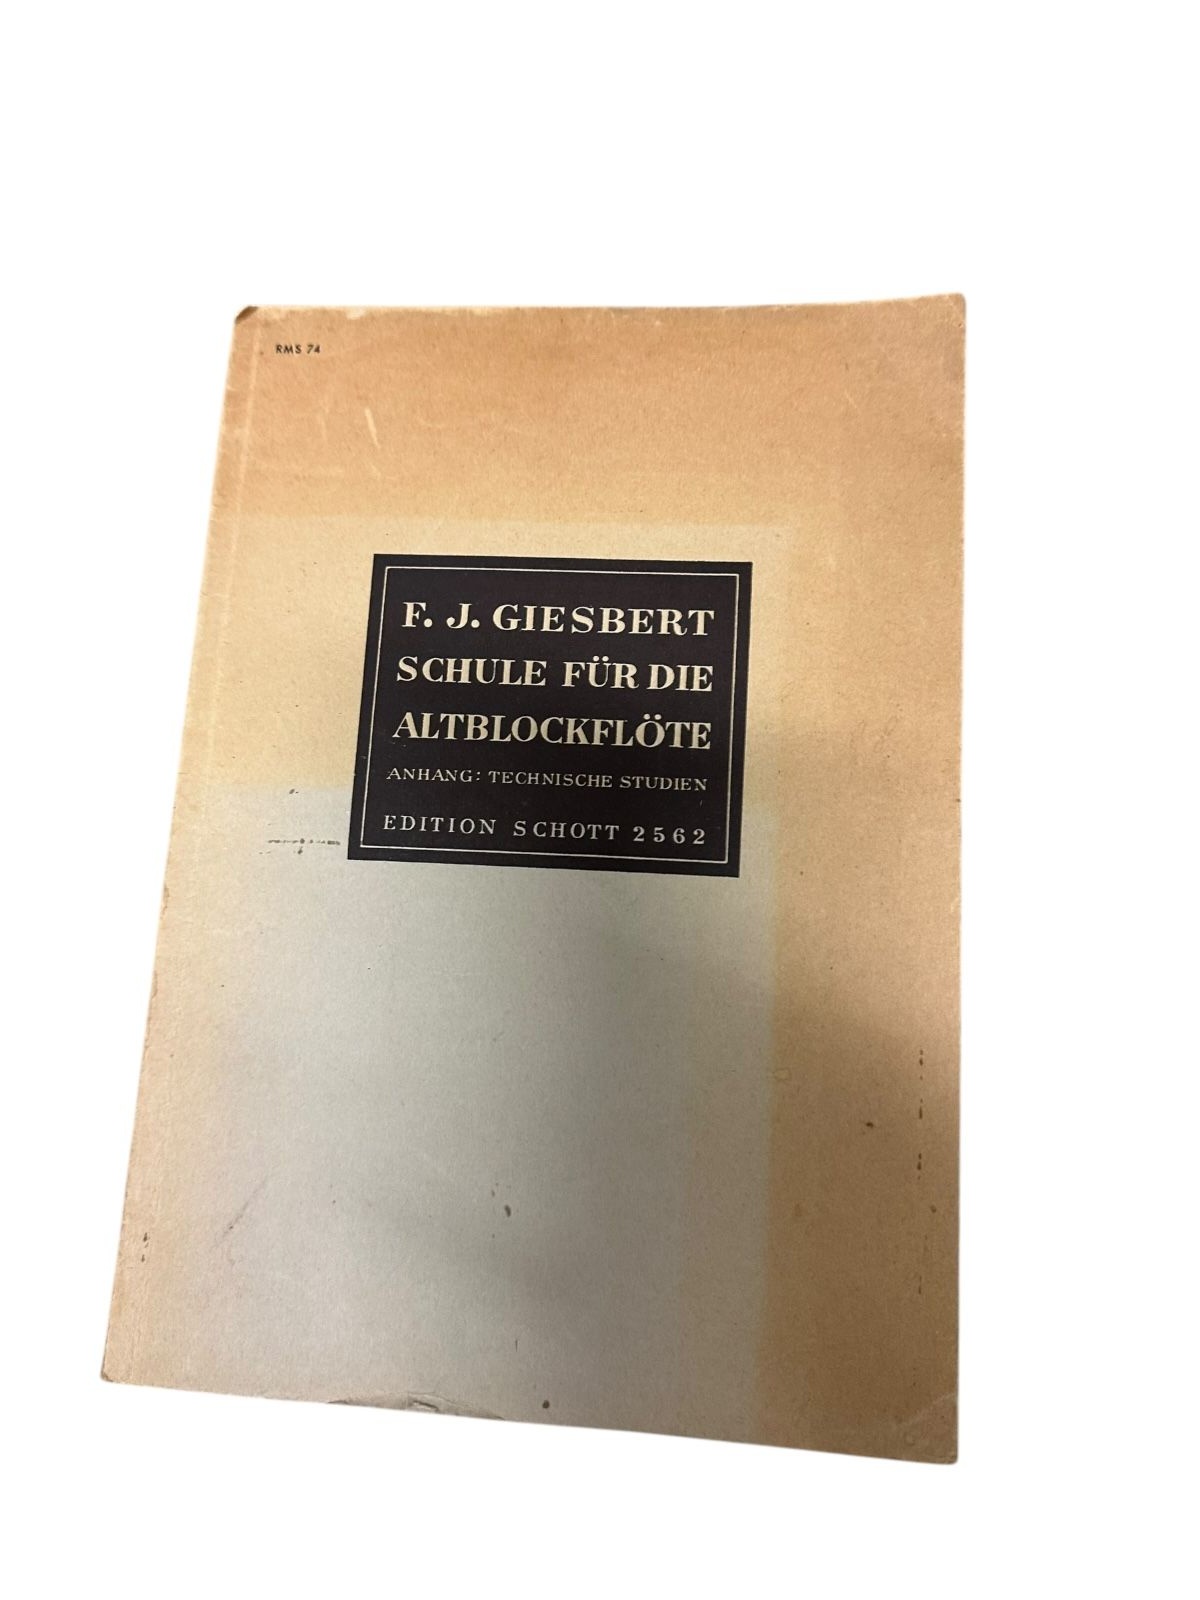 RMS 74
F. J. GIESBERT
SCHULE FÜR DIE
ALTBLOCKFLÖTE
ANHANG: TECHNISCHE STUDIEN
EDITION SCHOTT 2562